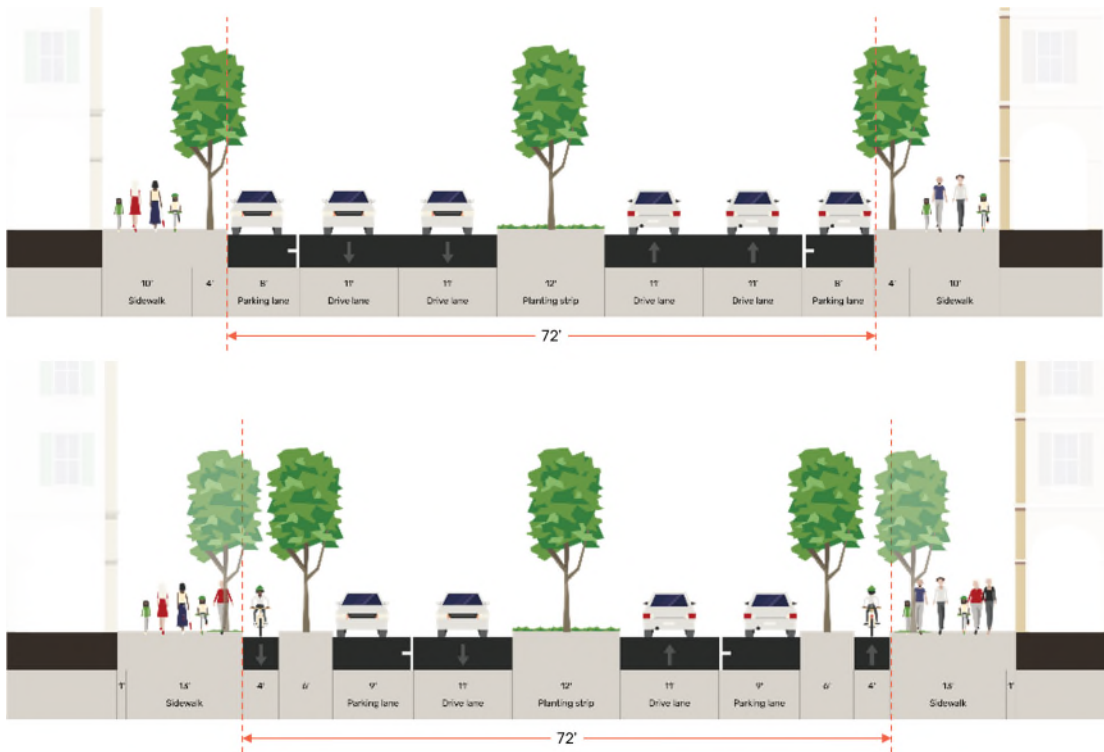 10' 4' 8' 11' 11' 12' 11' 11' 8' 4' 10'
Sidewalk Parking lane Drive lane Drive lane Planting strip Drive lane Drive lane Parking lane Sidewalk
72'
1' 13' 4' 6' 9' 11' 12' 11' 9' 6' 4' 13' 1'
Sidewalk Parking lane Drive lane Planting strip Drive lane Parking lane Sidewalk
72'